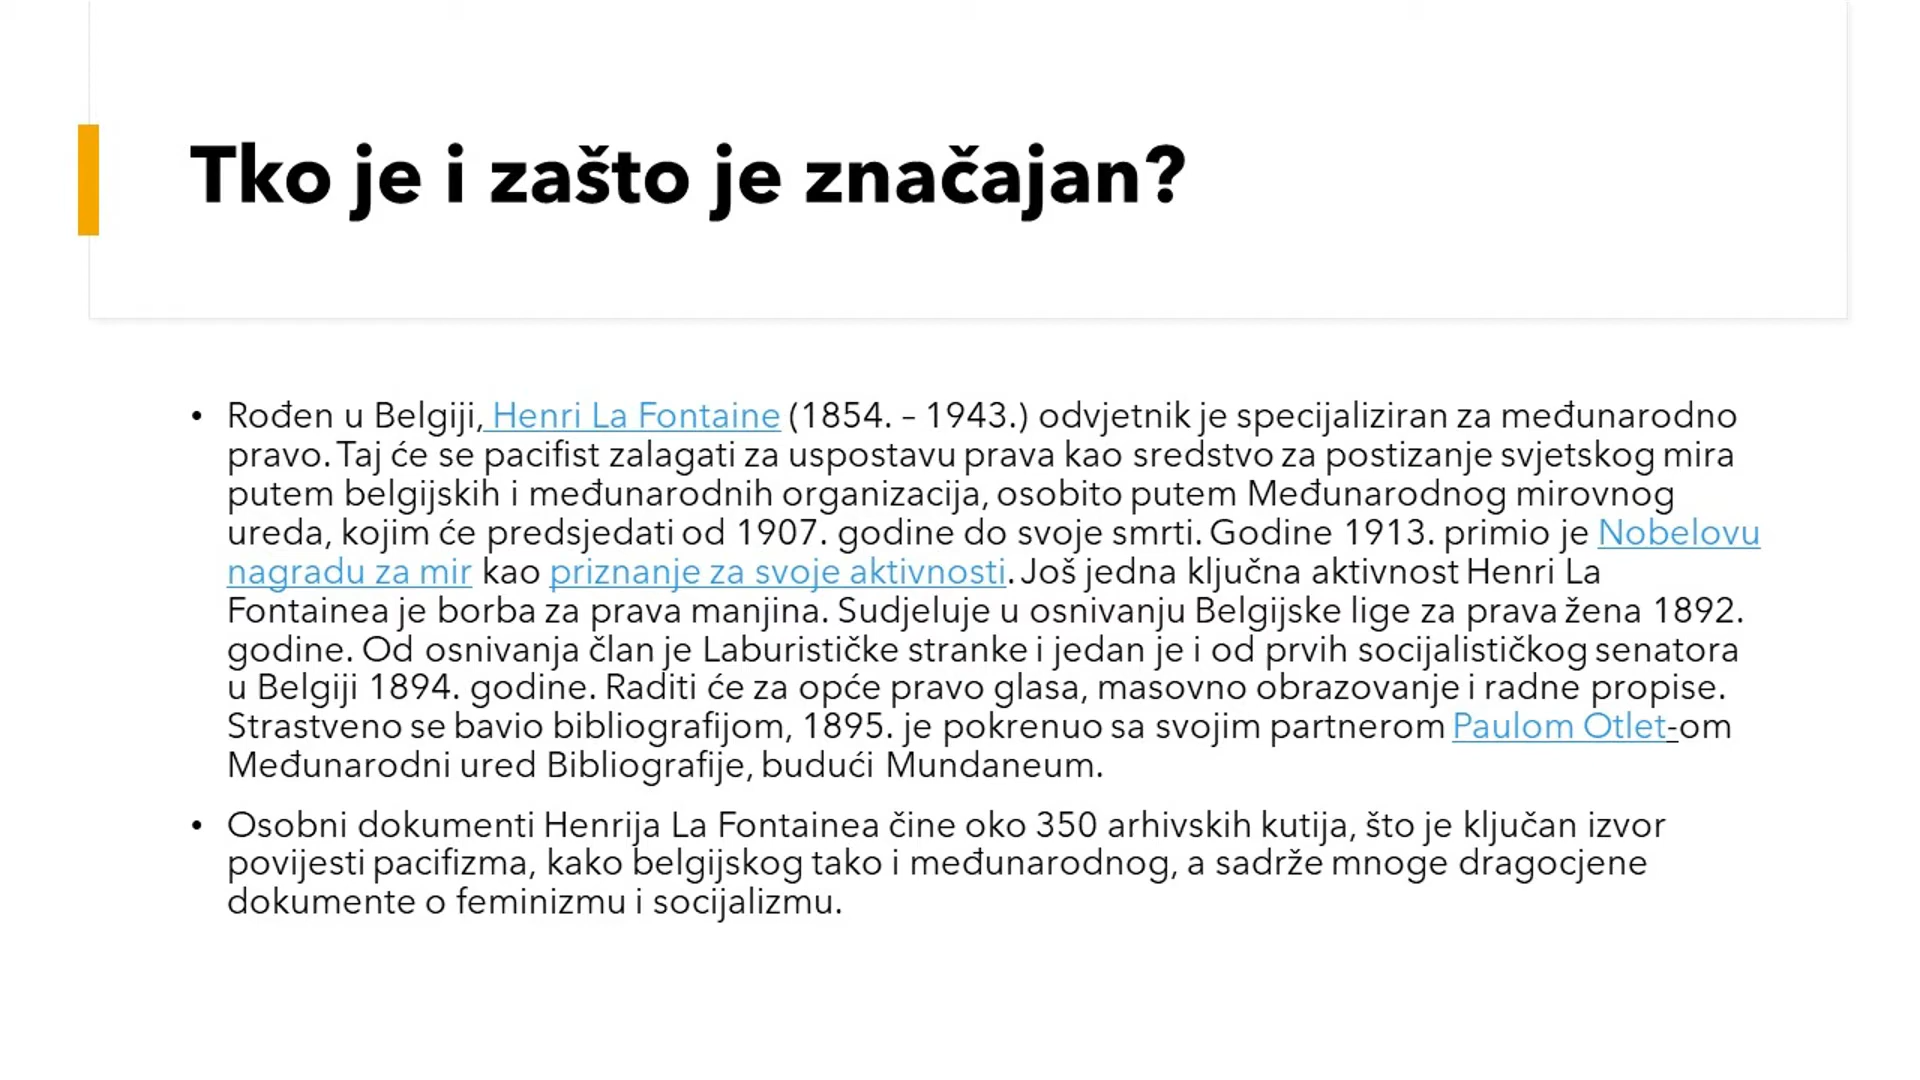 Tko je i zašto je značajan?
• Rođen u Belgiji, Henri La Fontaine (1854. – 1943.) odvjetnik je specijaliziran za međunarodno
pravo. Taj će se pacifist zalagati za uspostavu prava kao sredstvo za postizanje svjetskog mira
putem belgijskih i međunarodnih organizacija, osobito putem Međunarodnog mirovnog
ureda, kojim će predsjedati od 1907. godine do svoje smrti. Godine 1913. primio je Nobelovu
nagradu za mir kao priznanje za svoje aktivnosti. Još jedna ključna aktivnost Henri La
Fontainea je borba za prava manjina. Sudjeluje u osnivanju Belgijske lige za prava žena 1892.
godine. Od osnivanja član je Laburističke stranke i jedan je i od prvih socijalističkog senatora
u Belgiji 1894. godine. Raditi će za opće pravo glasa, masovno obrazovanje i radne propise.
Strastveno se bavio bibliografijom, 1895. je pokrenuo sa svojim partnerom Paulom Otlet-om
Međunarodni ured Bibliografije, budući Mundaneum.
• Osobni dokumenti Henrija La Fontainea čine oko 350 arhivskih kutija, što je ključan izvor
povijesti pacifizma, kako belgijskog tako i međunarodnog, a sadrže mnoge dragocjene
dokumente o feminizmu i socijalizmu.